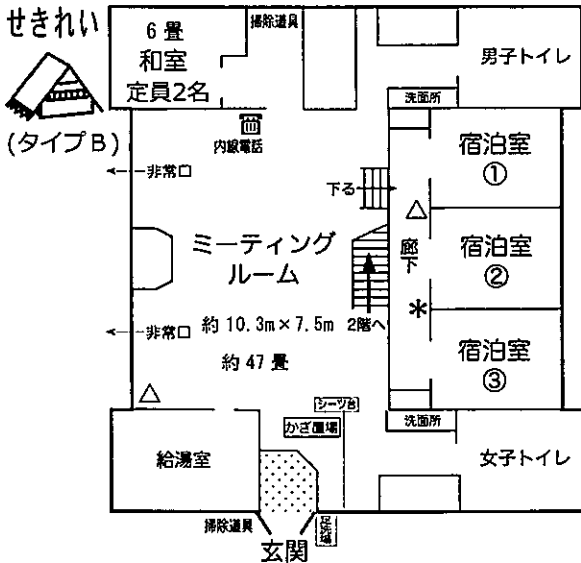 せきれい
(タイプB)
6畳
和室
定員2名
掃除道具
男子トイレ
洗面所
内線電話
非常口
下る
宿泊室
①
廊下
宿泊室
②
ミーティング
ルーム
非常口
約10.3m×7.5m
2階へ
約47畳
宿泊室
③
シーツ台
かさ置場
洗面所
給湯室
女子トイレ
掃除道具
玄関